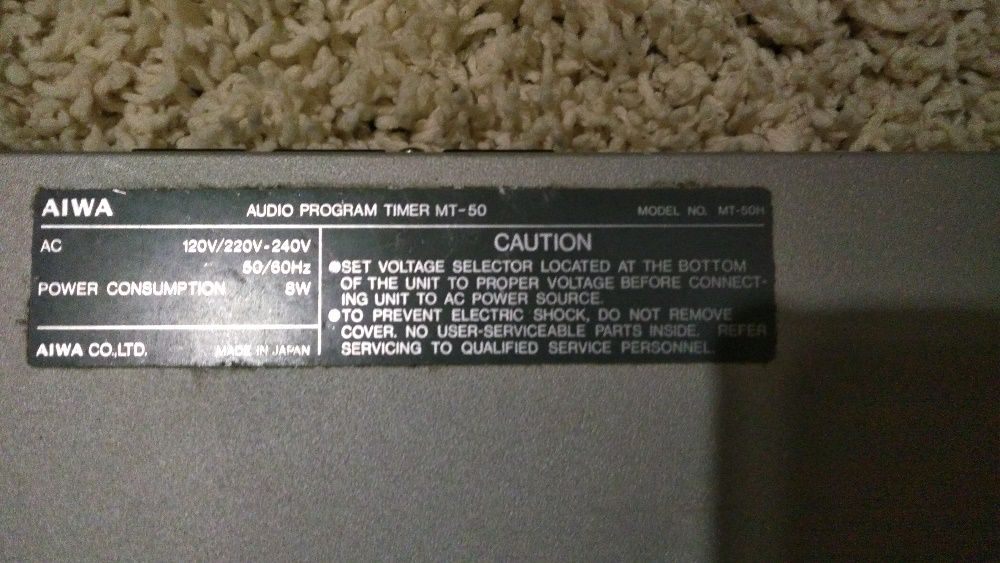 AIWA AUDIO PROGRAM TIMER MT-50 MODEL NO. MT-50H
AC 120V/220V-240V
50/60Hz
POWER CONSUMPTION 8W
AIWA CO.,LTD. MADE IN JAPAN
CAUTION
●SET VOLTAGE SELECTOR LOCATED AT THE BOTTOM
OF THE UNIT TO PROPER VOLTAGE BEFORE CONNECT-
ING UNIT TO AC POWER SOURCE.
●TO PREVENT ELECTRIC SHOCK, DO NOT REMOVE
COVER. NO USER-SERVICEABLE PARTS INSIDE. REFER
SERVICING TO QUALIFIED SERVICE PERSONNEL.